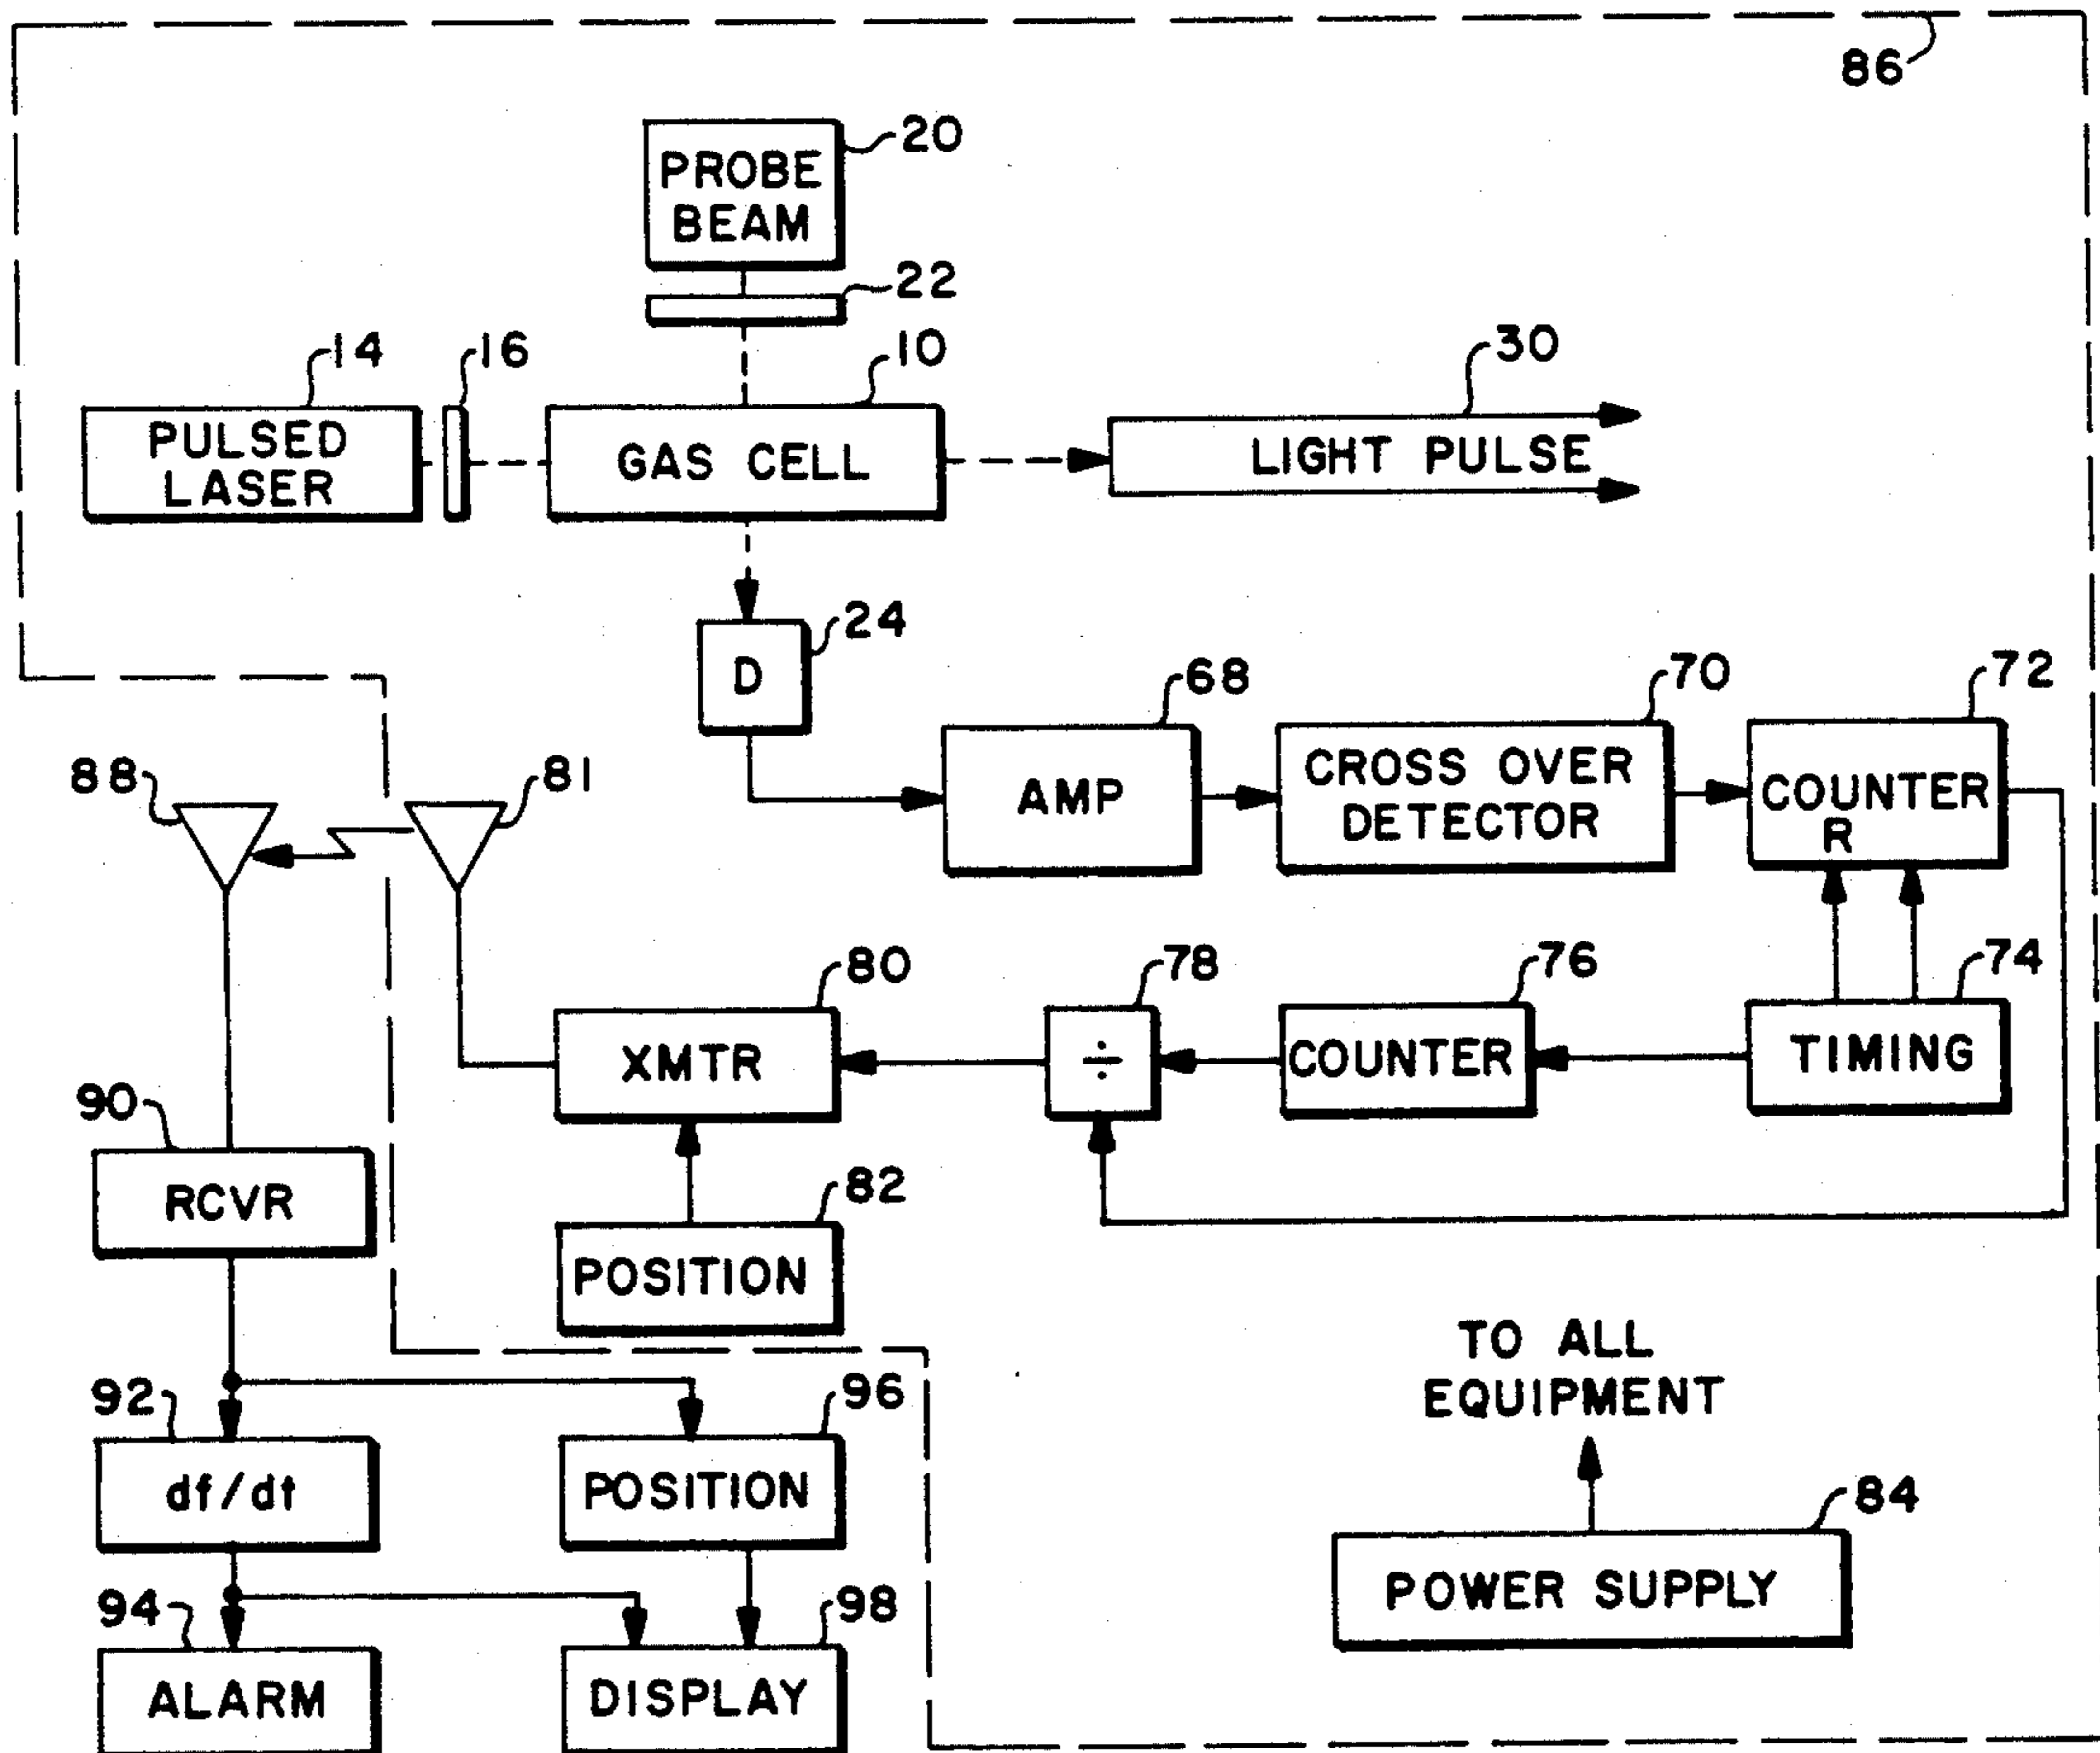 86
20
PROBE
BEAM
22
14
16
10
30
PULSED
LASER
GAS CELL
LIGHT PULSE
24
D
68
70
72
88
81
AMP
CROSS OVER
DETECTOR
COUNTER
R
80
78
76
74
XMTR
÷
COUNTER
TIMING
90
RCVR
82
POSITION
TO ALL
EQUIPMENT
92
96
df/dt
POSITION
84
POWER SUPPLY
94
98
ALARM
DISPLAY